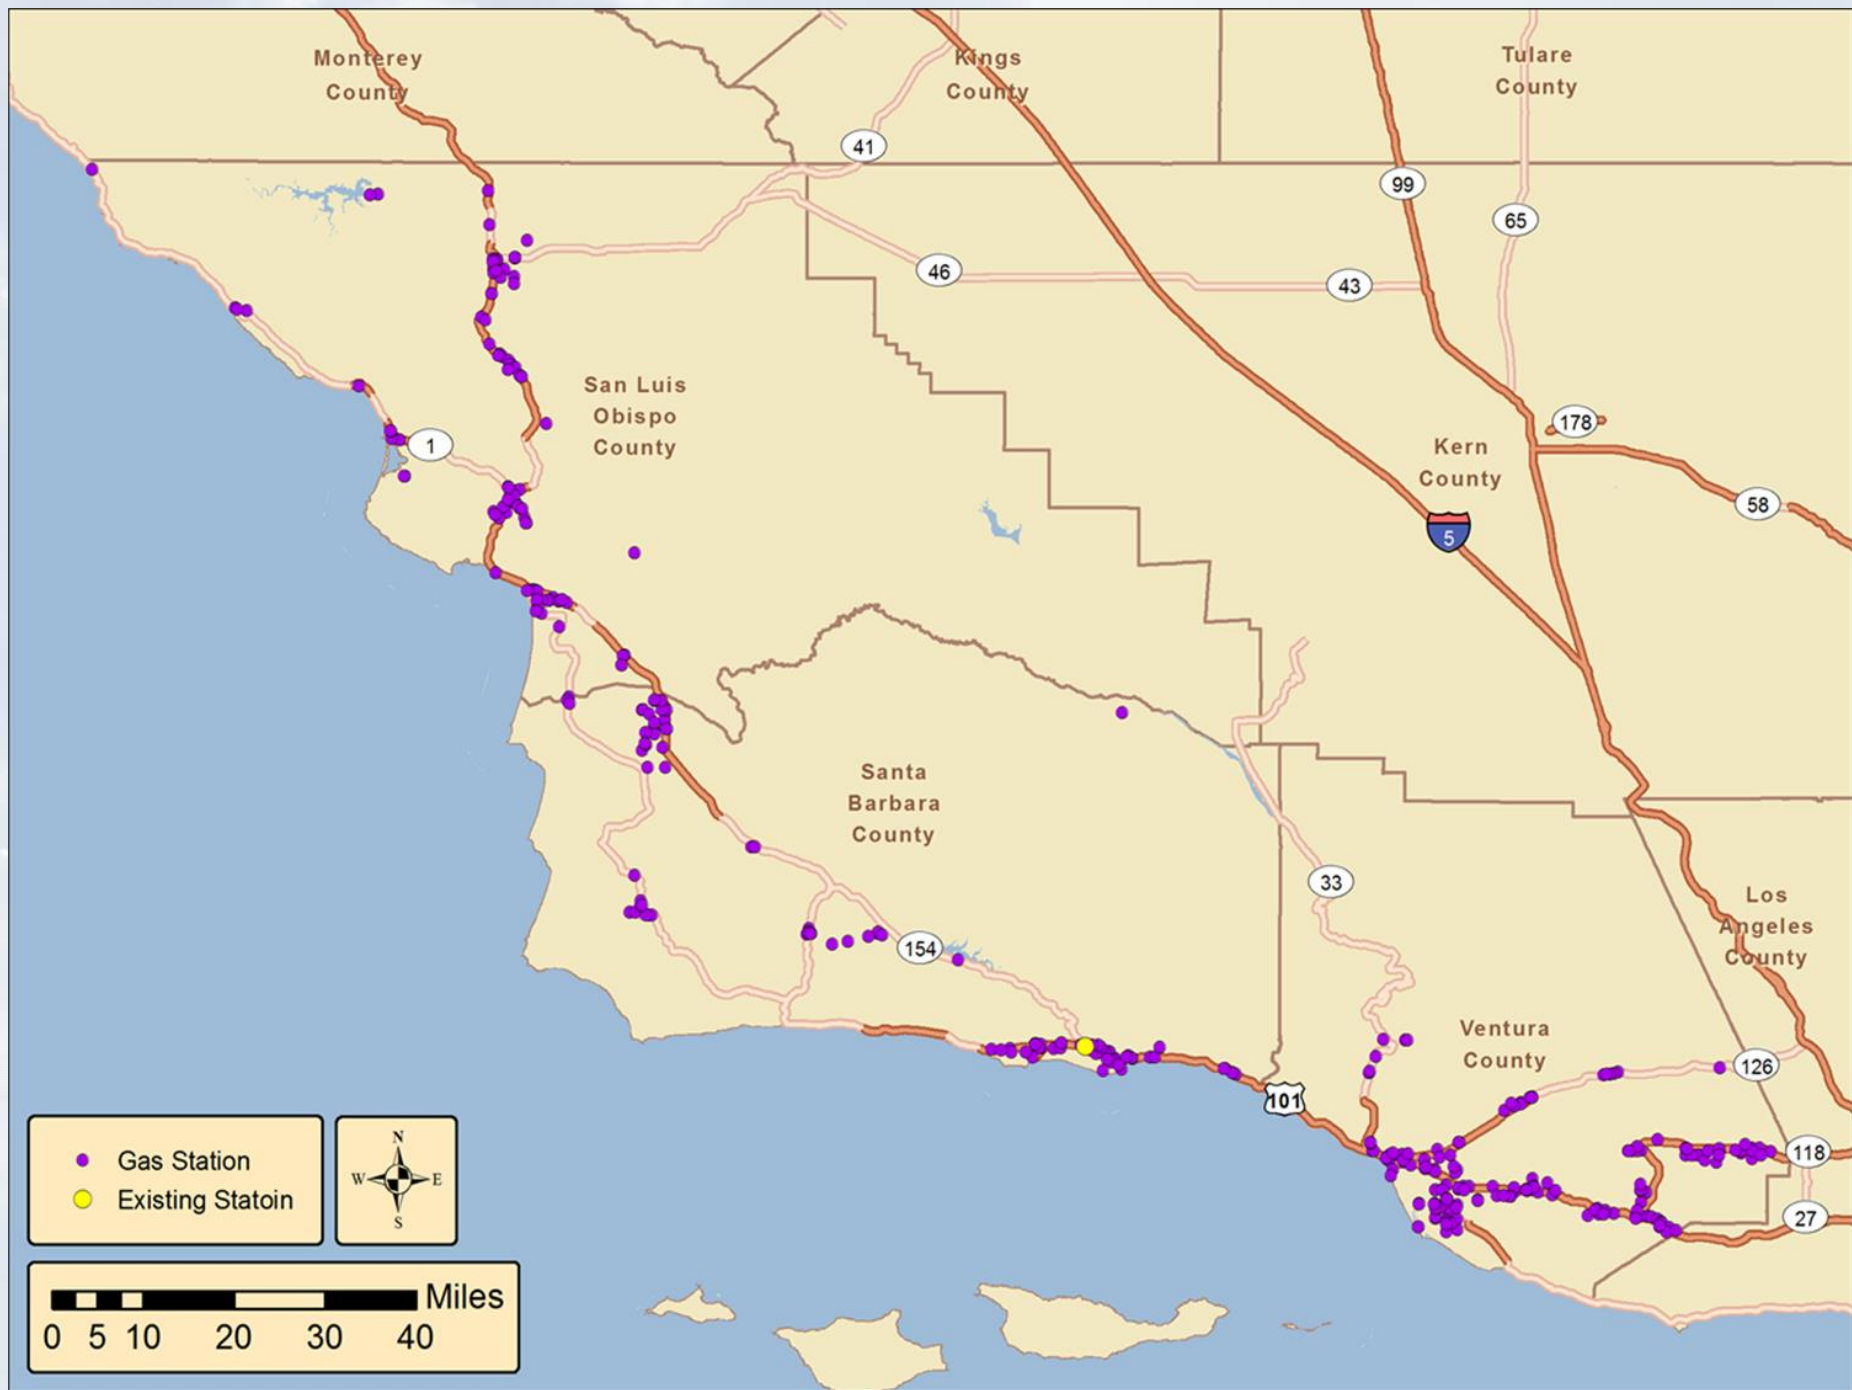 Monterey
County
Kings
County
Tulare
County
41
99
65
46
43
San Luis
Obispo
County
1
178
Kern
County
58
5
Santa
Barbara
County
33
Los
Angeles
County
154
Ventura
County
126
101
118
27
Gas Station
Existing Statoin
N
W E
S
Miles
0 5 10 20 30 40